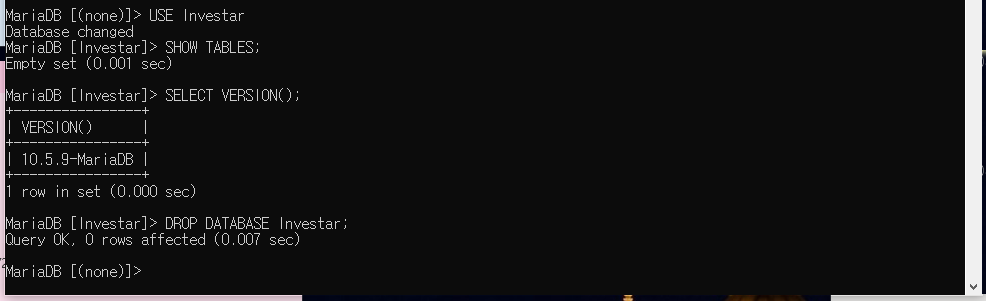 MariaDB [(none)]> USE Investar
Database changed
MariaDB [Investar]> SHOW TABLES;
Empty set (0.001 sec)
MariaDB [Investar]> SELECT VERSION();
+----------------+
| VERSION()      |
+----------------+
| 10.5.9-MariaDB |
+----------------+
1 row in set (0.000 sec)
MariaDB [Investar]> DROP DATABASE Investar;
Query OK, 0 rows affected (0.007 sec)
MariaDB [(none)]>